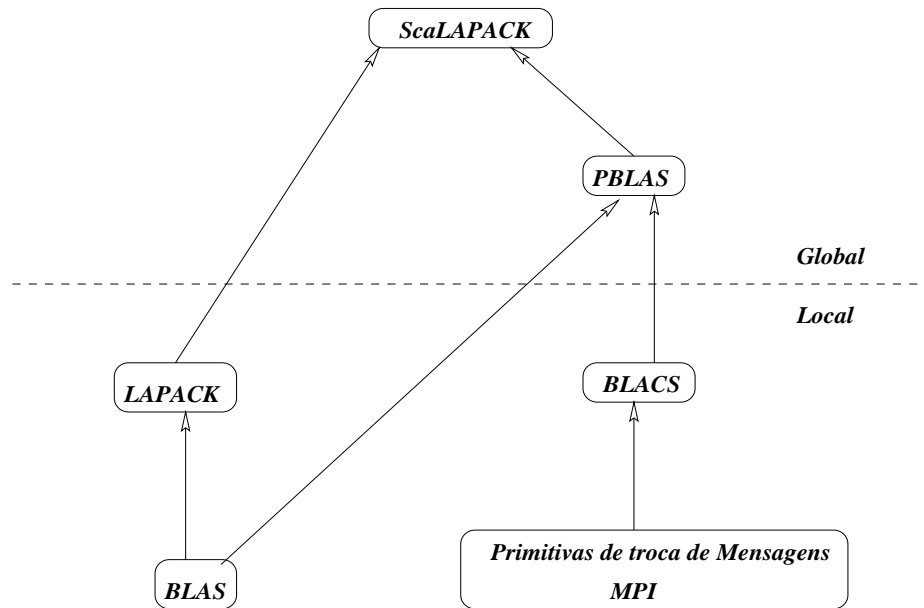 ScaLAPACK
PBLAS
Global
Local
LAPACK
BLACS
Primitivas de troca de Mensagens
MPI
BLAS